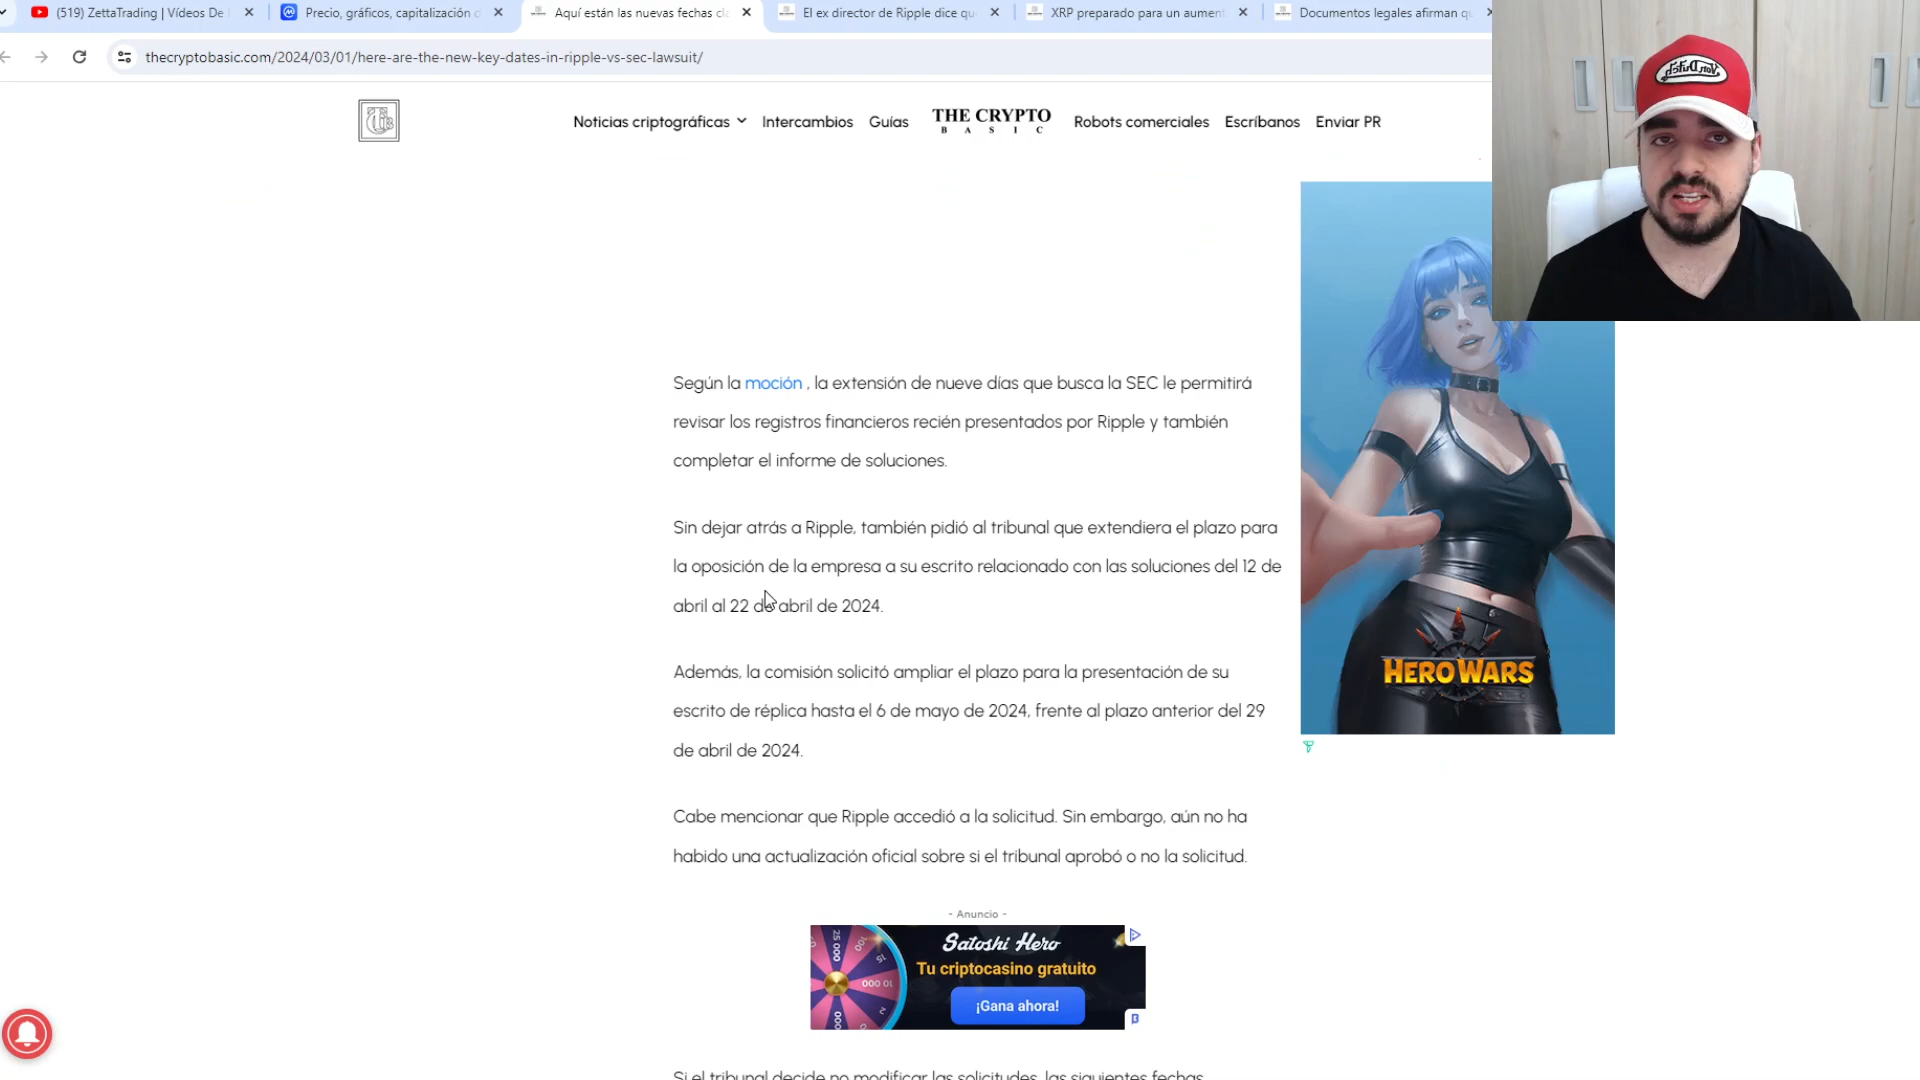 (519) ZettaTrading | Vídeos De
Precio, gráficos, capitalización
Aquí están las nuevas fechas
El ex director de Ripple dice
XRP preparado para un
Documentos legales afirman
thecryptobasic.com/2024/03/01/here-are-the-new-key-dates-in-ripple-vs-sec-lawsuit/
Noticias criptográficas
Intercambios
Guías
THE CRYPTO
BASIC
Robots comerciales
Escríbanos
Enviar PR
Von Dutch
Según la moción , la extensión de nueve días que busca la SEC le permitirá
revisar los registros financieros recién presentados por Ripple y también
completar el informe de soluciones.
Sin dejar atrás a Ripple, también pidió al tribunal que extendiera el plazo para
la oposición de la empresa a su escrito relacionado con las soluciones del 12 de
abril al 22 de abril de 2024.
Además, la comisión solicitó ampliar el plazo para la presentación de su
escrito de réplica hasta el 6 de mayo de 2024, frente al plazo anterior del 29
de abril de 2024.
Cabe mencionar que Ripple accedió a la solicitud. Sin embargo, aún no ha
habido una actualización oficial sobre si el tribunal aprobó o no la solicitud.
HERO WARS
- Anuncio -
25 000
100
15
10 000
Satoshi Hero
Tu criptocasino gratuito
¡Gana ahora!
Si el tribunal decide no modificar las solicitudes, las siguientes fechas